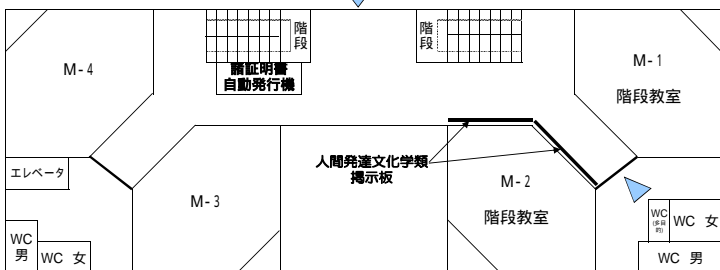 階
段
階
段
M-4
諸証明書
自動発行機
M-1
階段教室
人間発達文化学類
掲示板
エレベータ
M-3
M-2
階段教室
WC
男
WC 女
WC
(多目
的)
WC 女
WC 男